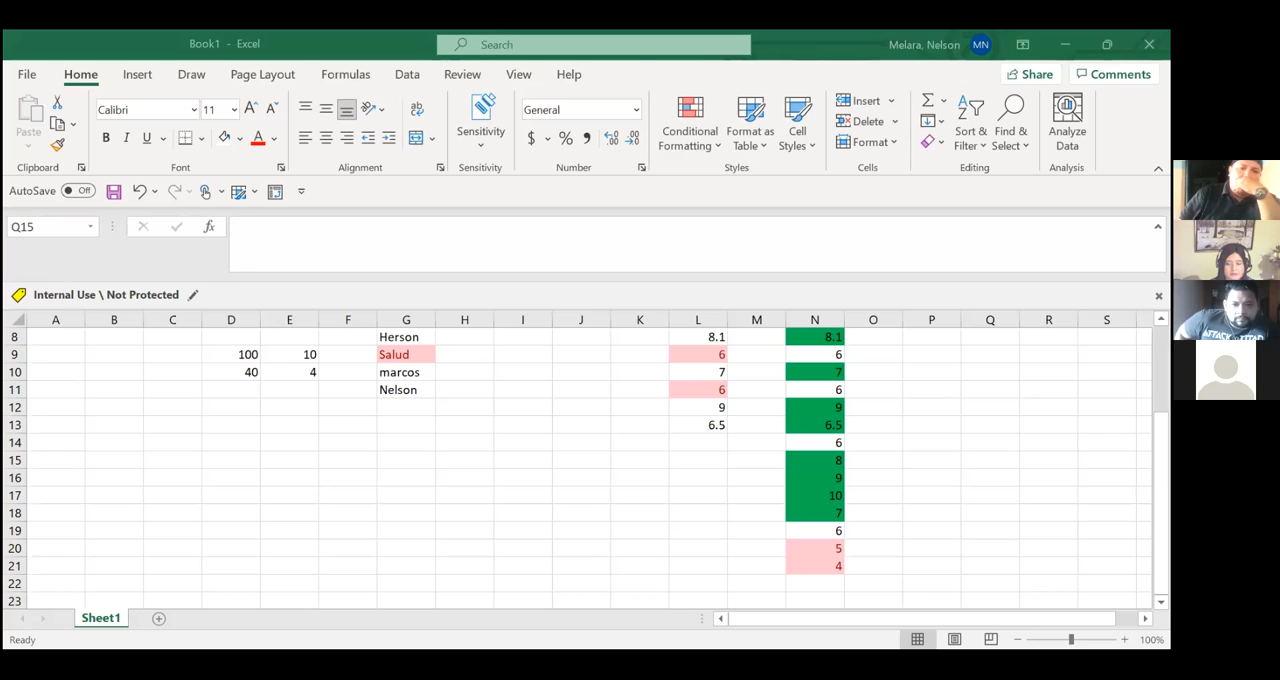 Book1 - Excel
Search
Melara, Nelson MN
File Home Insert Draw Page Layout Formulas Data Review View Help
Share Comments
Paste
Calibri 11
B I U A
ab
Sensitivity
General
$ % 9
Conditional Formatting
Format as Table
Cell Styles
Insert
Delete
Format
Sort & Filter
Find & Select
Analyze Data
Clipboard Font Alignment Sensitivity Number Styles Cells Editing Analysis
AutoSave Off
Q15 fx
Internal Use \ Not Protected
A B C D E F G H I J K L M N O P Q R S
8 Herson 8.1 8.1
9 100 10 Salud 6 6
10 40 4 marcos 7 7
11 Nelson 6 6
12 9 9
13 6.5 6.5
14 6
15 8
16 9
17 10
18 7
19 6
20 5
21 4
22
23
Sheet1
Ready 100%